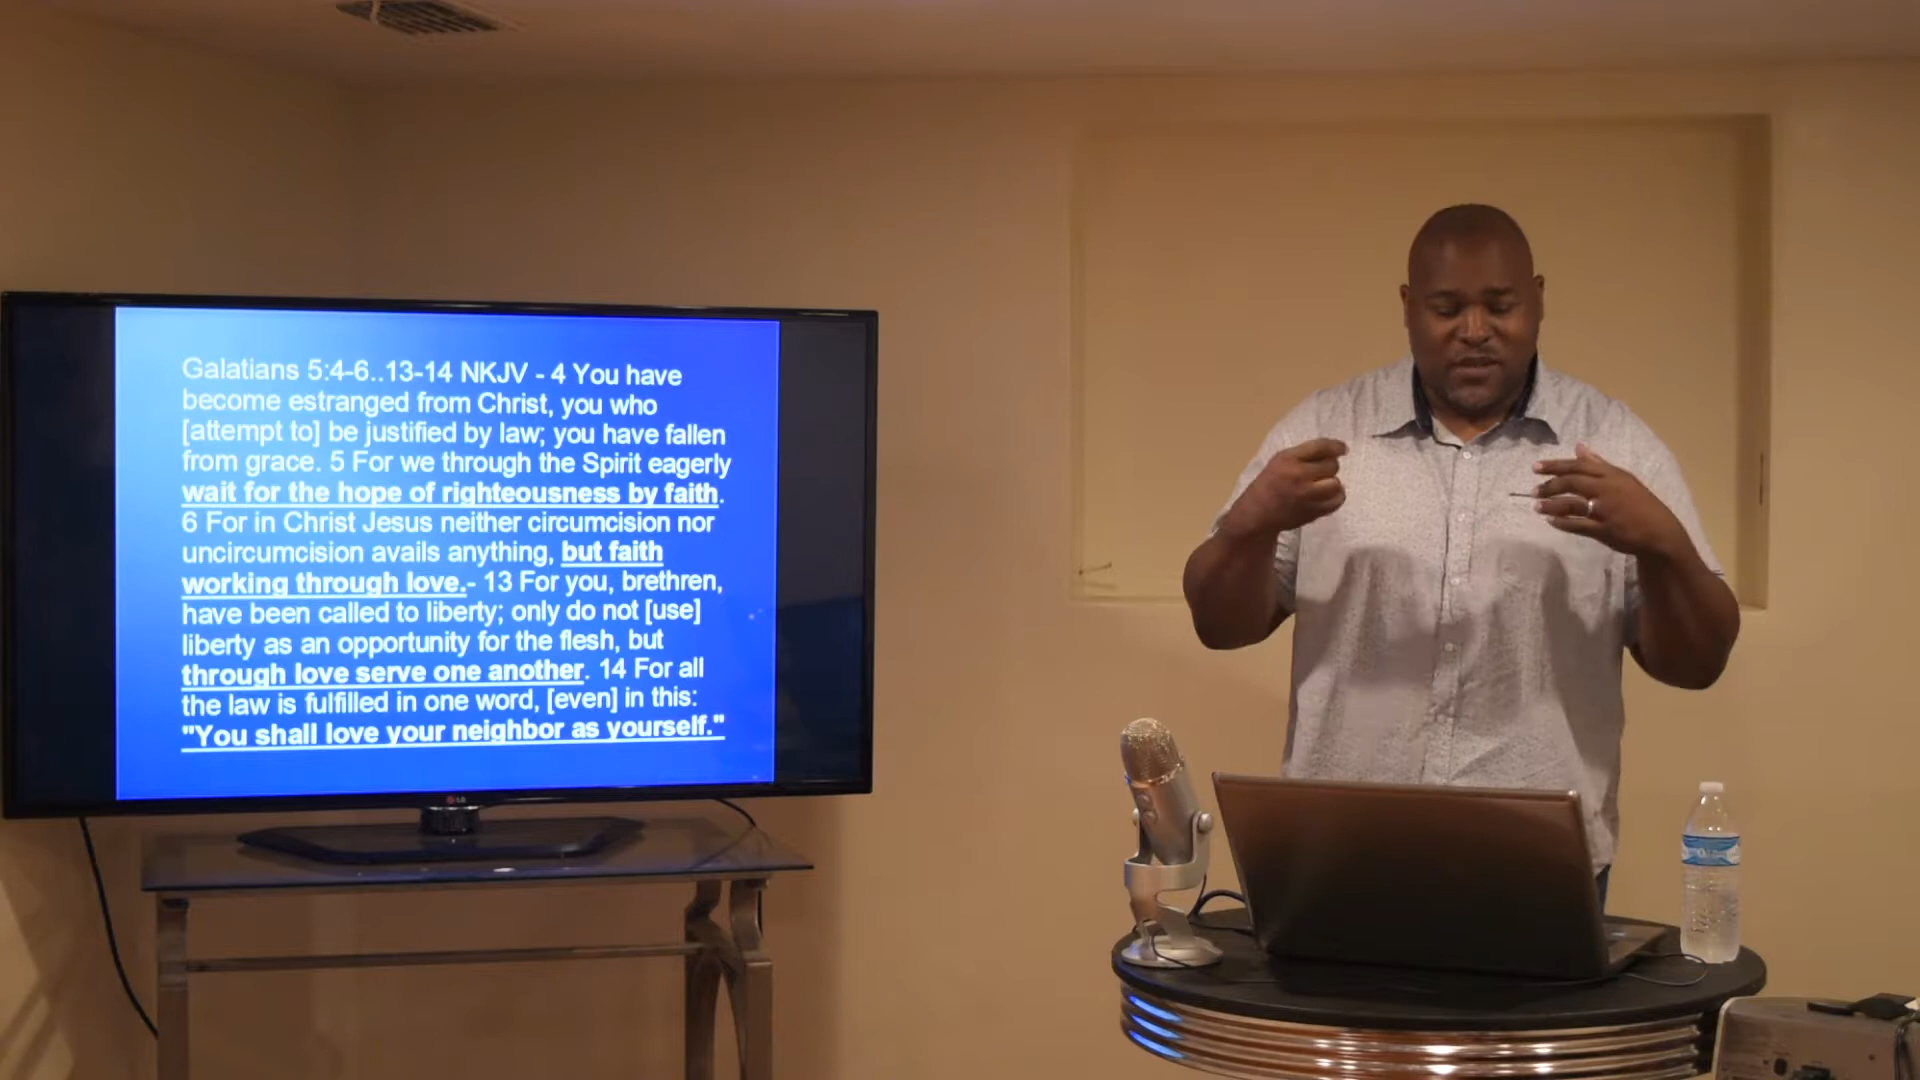 Galatians 5:4-6..13-14 NKJV - 4 You have
become estranged from Christ, you who
[attempt to] be justified by law; you have fallen
from grace. 5 For we through the Spirit eagerly
wait for the hope of righteousness by faith.
6 For in Christ Jesus neither circumcision nor
uncircumcision avails anything, but faith
working through love.- 13 For you, brethren,
have been called to liberty; only do not [use]
liberty as an opportunity for the flesh, but
through love serve one another. 14 For all
the law is fulfilled in one word, [even] in this:
"You shall love your neighbor as yourself."
LG